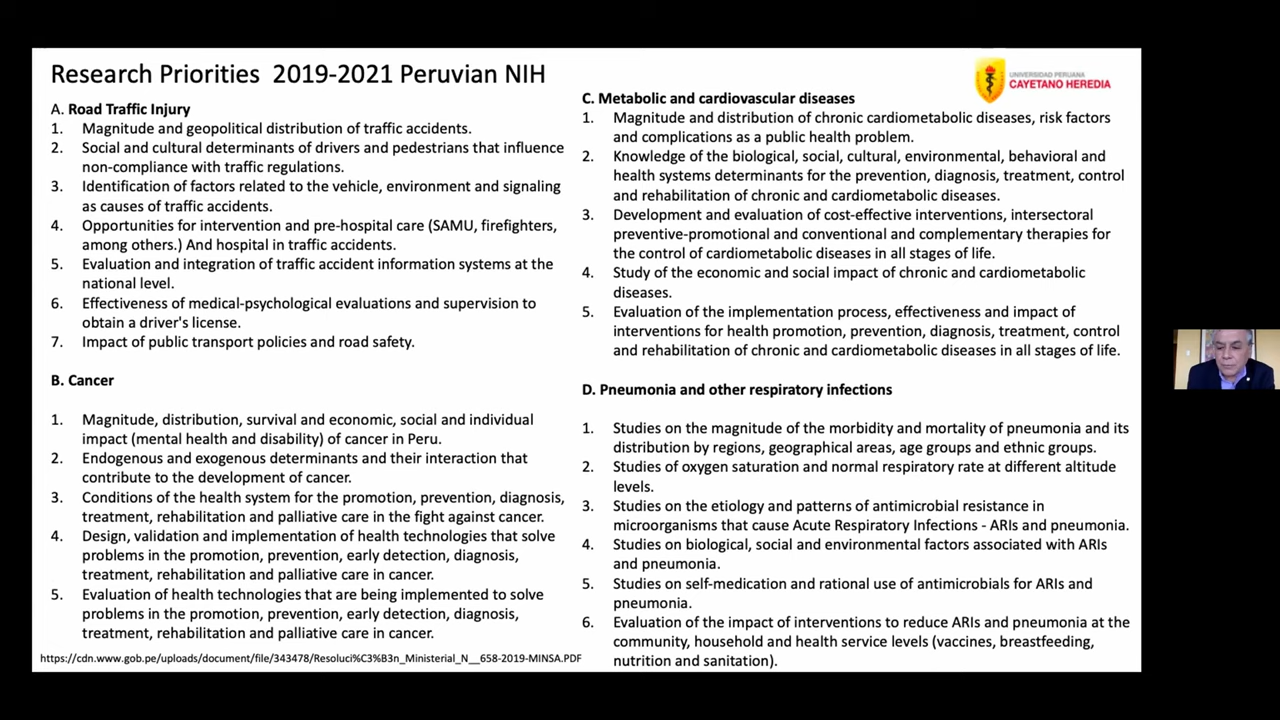 Research Priorities 2019-2021 Peruvian NIH
UNIVERSIDAD PERUANA
CAYETANO HEREDIA
A. Road Traffic Injury
1. Magnitude and geopolitical distribution of traffic accidents.
2. Social and cultural determinants of drivers and pedestrians that influence
non-compliance with traffic regulations.
3. Identification of factors related to the vehicle, environment and signaling
as causes of traffic accidents.
4. Opportunities for intervention and pre-hospital care (SAMU, firefighters,
among others.) And hospital in traffic accidents.
5. Evaluation and integration of traffic accident information systems at the
national level.
6. Effectiveness of medical-psychological evaluations and supervision to
obtain a driver's license.
7. Impact of public transport policies and road safety.
B. Cancer
1. Magnitude, distribution, survival and economic, social and individual
impact (mental health and disability) of cancer in Peru.
2. Endogenous and exogenous determinants and their interaction that
contribute to the development of cancer.
3. Conditions of the health system for the promotion, prevention, diagnosis,
treatment, rehabilitation and palliative care in the fight against cancer.
4. Design, validation and implementation of health technologies that solve
problems in the promotion, prevention, early detection, diagnosis,
treatment, rehabilitation and palliative care in cancer.
5. Evaluation of health technologies that are being implemented to solve
problems in the promotion, prevention, early detection, diagnosis,
treatment, rehabilitation and palliative care in cancer.
https://cdn.www.gob.pe/uploads/document/file/343478/Resoluci%C3%B3n_Ministerial_N__658-2019-MINSA.PDF
C. Metabolic and cardiovascular diseases
1. Magnitude and distribution of chronic cardiometabolic diseases, risk factors
and complications as a public health problem.
2. Knowledge of the biological, social, cultural, environmental, behavioral and
health systems determinants for the prevention, diagnosis, treatment, control
and rehabilitation of chronic and cardiometabolic diseases.
3. Development and evaluation of cost-effective interventions, intersectoral
preventive-promotional and conventional and complementary therapies for
the control of cardiometabolic diseases in all stages of life.
4. Study of the economic and social impact of chronic and cardiometabolic
diseases.
5. Evaluation of the implementation process, effectiveness and impact of
interventions for health promotion, prevention, diagnosis, treatment, control
and rehabilitation of chronic and cardiometabolic diseases in all stages of life.
D. Pneumonia and other respiratory infections
1. Studies on the magnitude of the morbidity and mortality of pneumonia and its
distribution by regions, geographical areas, age groups and ethnic groups.
2. Studies of oxygen saturation and normal respiratory rate at different altitude
levels.
3. Studies on the etiology and patterns of antimicrobial resistance in
microorganisms that cause Acute Respiratory Infections - ARIs and pneumonia.
4. Studies on biological, social and environmental factors associated with ARIs
and pneumonia.
5. Studies on self-medication and rational use of antimicrobials for ARIs and
pneumonia.
6. Evaluation of the impact of interventions to reduce ARIs and pneumonia at the
community, household and health service levels (vaccines, breastfeeding,
nutrition and sanitation).